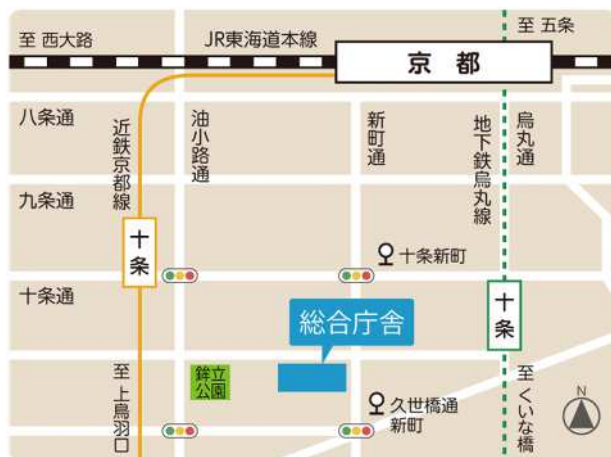 至 西大路
JR東海道本線
至 五条
京都
八条通
近鉄京都線
油小路通
新町通
地下鉄烏丸線
烏丸通
九条通
十条
十条新町
十条通
十条
総合庁舎
至 上鳥羽口
鉾立
公園
久世橋通
新町
至 くいな橋
N